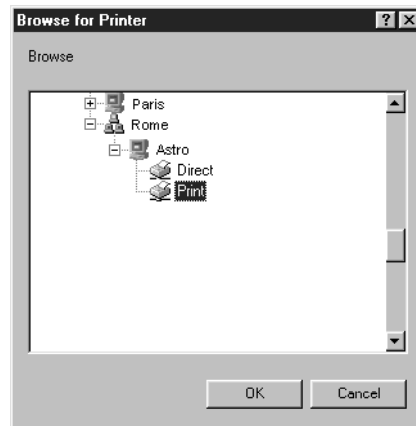 Browse for Printer
Browse
Paris
Rome
Astro
Direct
Print
OK Cancel